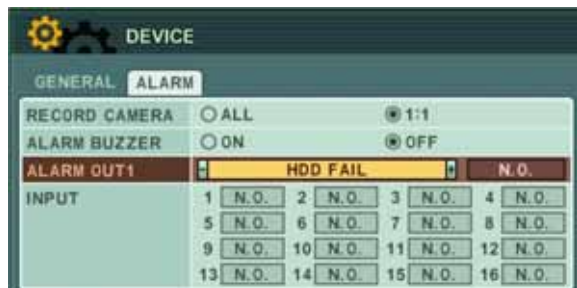 DEVICE
GENERAL ALARM
RECORD CAMERA ALL 1:1
ALARM BUZZER ON OFF
ALARM OUT1 - HDD FAIL + N.O.
INPUT 1 N.O. 2 N.O. 3 N.O. 4 N.O.
5 N.O. 6 N.O. 7 N.O. 8 N.O.
9 N.O. 10 N.O. 11 N.O. 12 N.O.
13 N.O. 14 N.O. 15 N.O. 16 N.O.